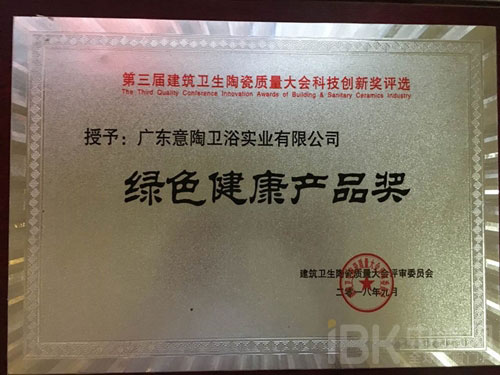 第三届建筑卫生陶瓷质量大会科技创新奖评选
The Third Quality Conference Innovation Awards of Building & Sanitary Ceramics Industry
授予：广东意陶卫浴实业有限公司
绿色健康产品奖
建筑卫生陶瓷质量大会评审委员会
二零一八年九月
iBK